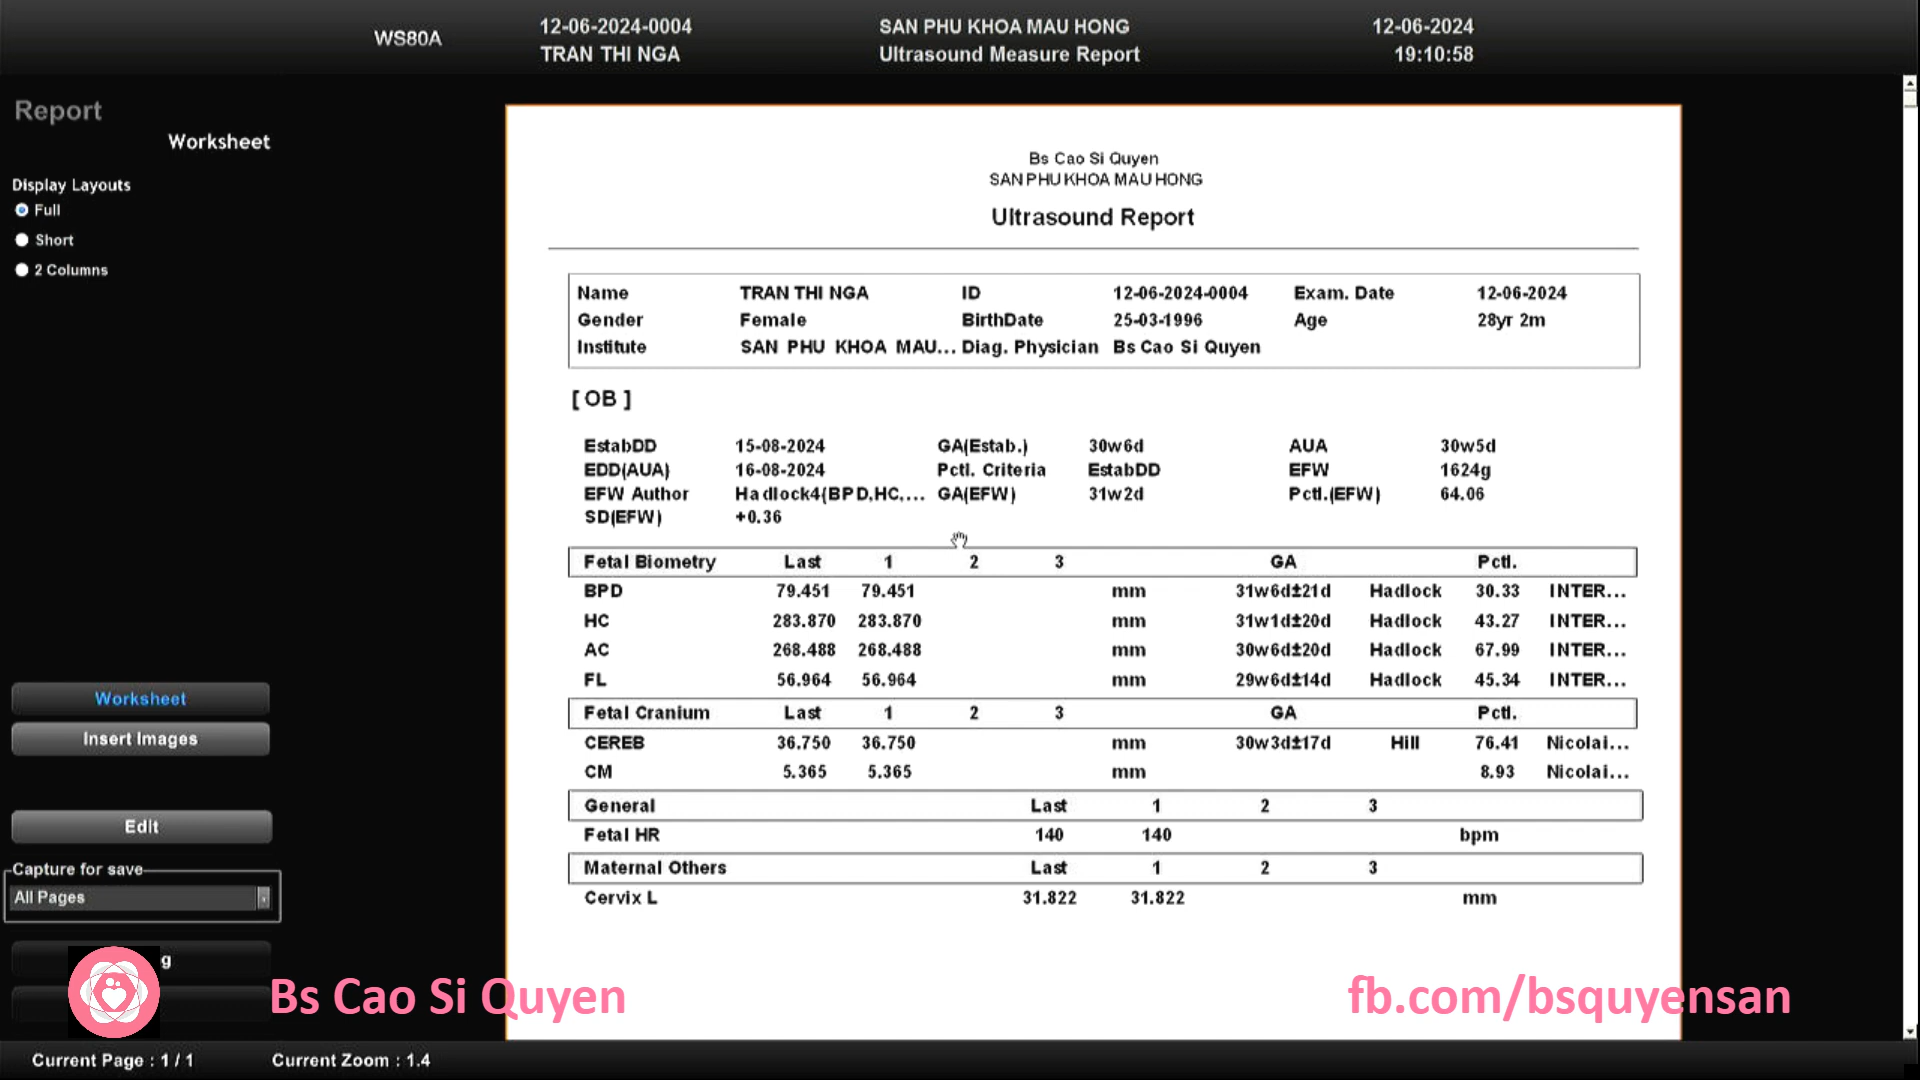 WS80A 12-06-2024-0004 SAN PHU KHOA MAU HONG 12-06-2024
TRAN THI NGA Ultrasound Measure Report 19:10:58
Report
Worksheet
Display Layouts
Full
Short
2 Columns
Bs Cao Si Quyen
SAN PHU KHOA MAU HONG
Ultrasound Report
Name TRAN THI NGA ID 12-06-2024-0004 Exam. Date 12-06-2024
Gender Female BirthDate 25-03-1996 Age 28yr 2m
Institute SAN PHU KHOA MAU... Diag. Physician Bs Cao Si Quyen
[ OB ]
EstabDD 15-08-2024 GA(Estab.) 30w6d AUA 30w5d
EDD(AUA) 16-08-2024 Pctl. Criteria EstabDD EFW 1624g
EFW Author Hadlock4(BPD,HC,... GA(EFW) 31w2d Pctl.(EFW) 64.06
SD(EFW) +0.36
Fetal Biometry Last 1 2 3 GA Pctl.
BPD 79.451 79.451 mm 31w6d±21d Hadlock 30.33 INTER...
HC 283.870 283.870 mm 31w1d±20d Hadlock 43.27 INTER...
AC 268.488 268.488 mm 30w6d±20d Hadlock 67.99 INTER...
FL 56.964 56.964 mm 29w6d±14d Hadlock 45.34 INTER...
Fetal Cranium Last 1 2 3 GA Pctl.
CEREB 36.750 36.750 mm 30w3d±17d Hill 76.41 Nicolai...
CM 5.365 5.365 mm 8.93 Nicolai...
General Last 1 2 3
Fetal HR 140 140 bpm
Maternal Others Last 1 2 3
Cervix L 31.822 31.822 mm
Worksheet
Insert Images
Edit
Capture for save
All Pages
g
Bs Cao Si Quyen fb.com/bsquyensan
Current Page : 1 / 1 Current Zoom : 1.4